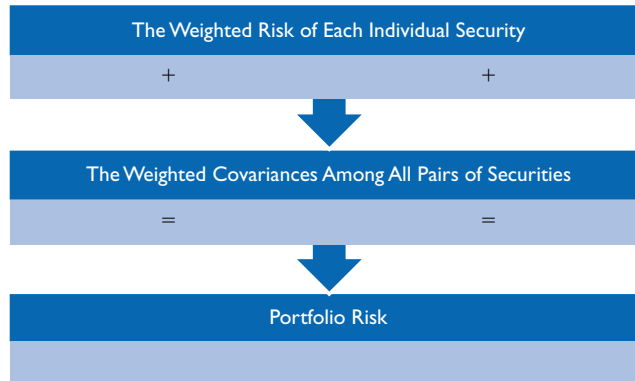 The Weighted Risk of Each Individual Security
+ +
The Weighted Covariances Among All Pairs of Securities
= =
Portfolio Risk